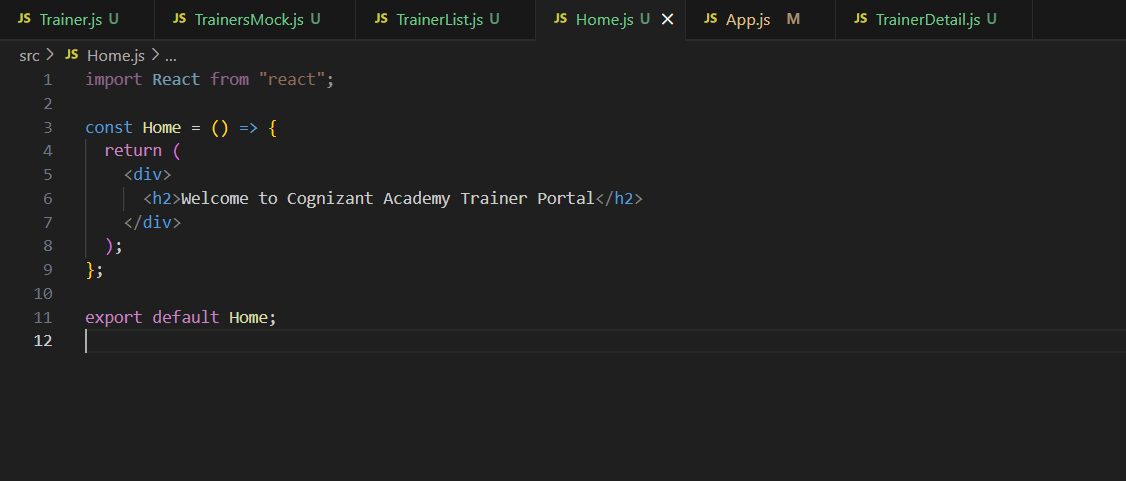 JS Trainer.js U JS TrainersMock.js U JS TrainerList.js U JS Home.js U JS App.js M JS TrainerDetail.js U
src > JS Home.js > ...
1 import React from "react";
2
3 const Home = () => {
4   return (
5     <div>
6       <h2>Welcome to Cognizant Academy Trainer Portal</h2>
7     </div>
8   );
9 };
10
11 export default Home;
12